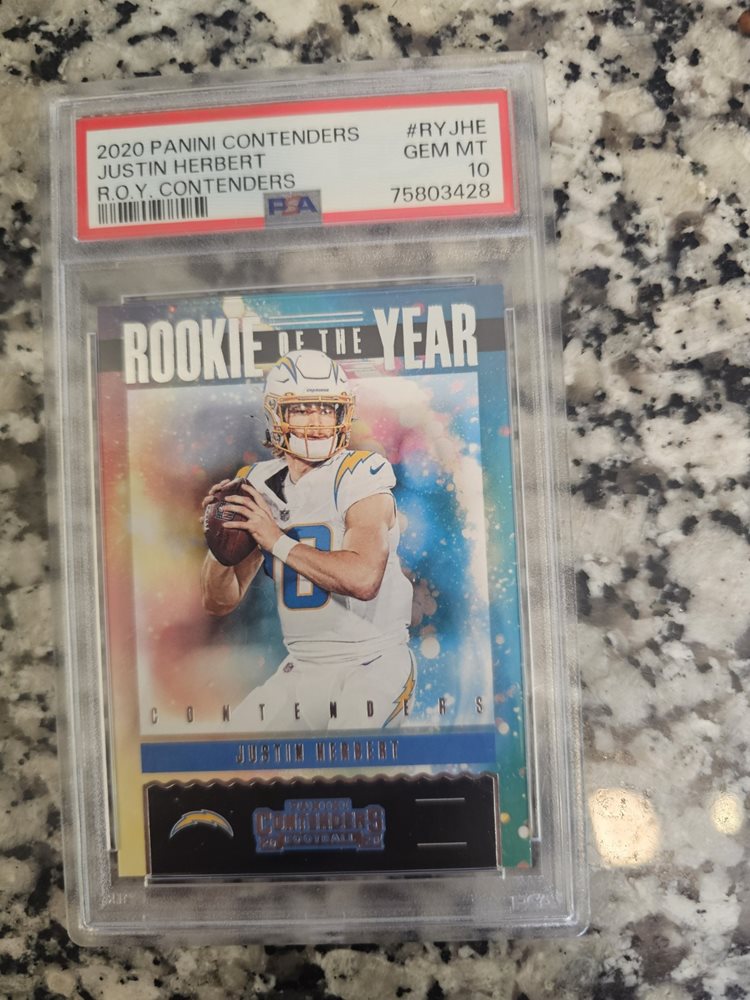 2020 PANINI CONTENDERS #RYJHE
JUSTIN HERBERT GEM MT
R.O.Y. CONTENDERS 10
PSA 75803428
ROOKIE OF THE YEAR
CONTENDERS
JUSTIN HERBERT
CONTENDERS
FOOTBALL